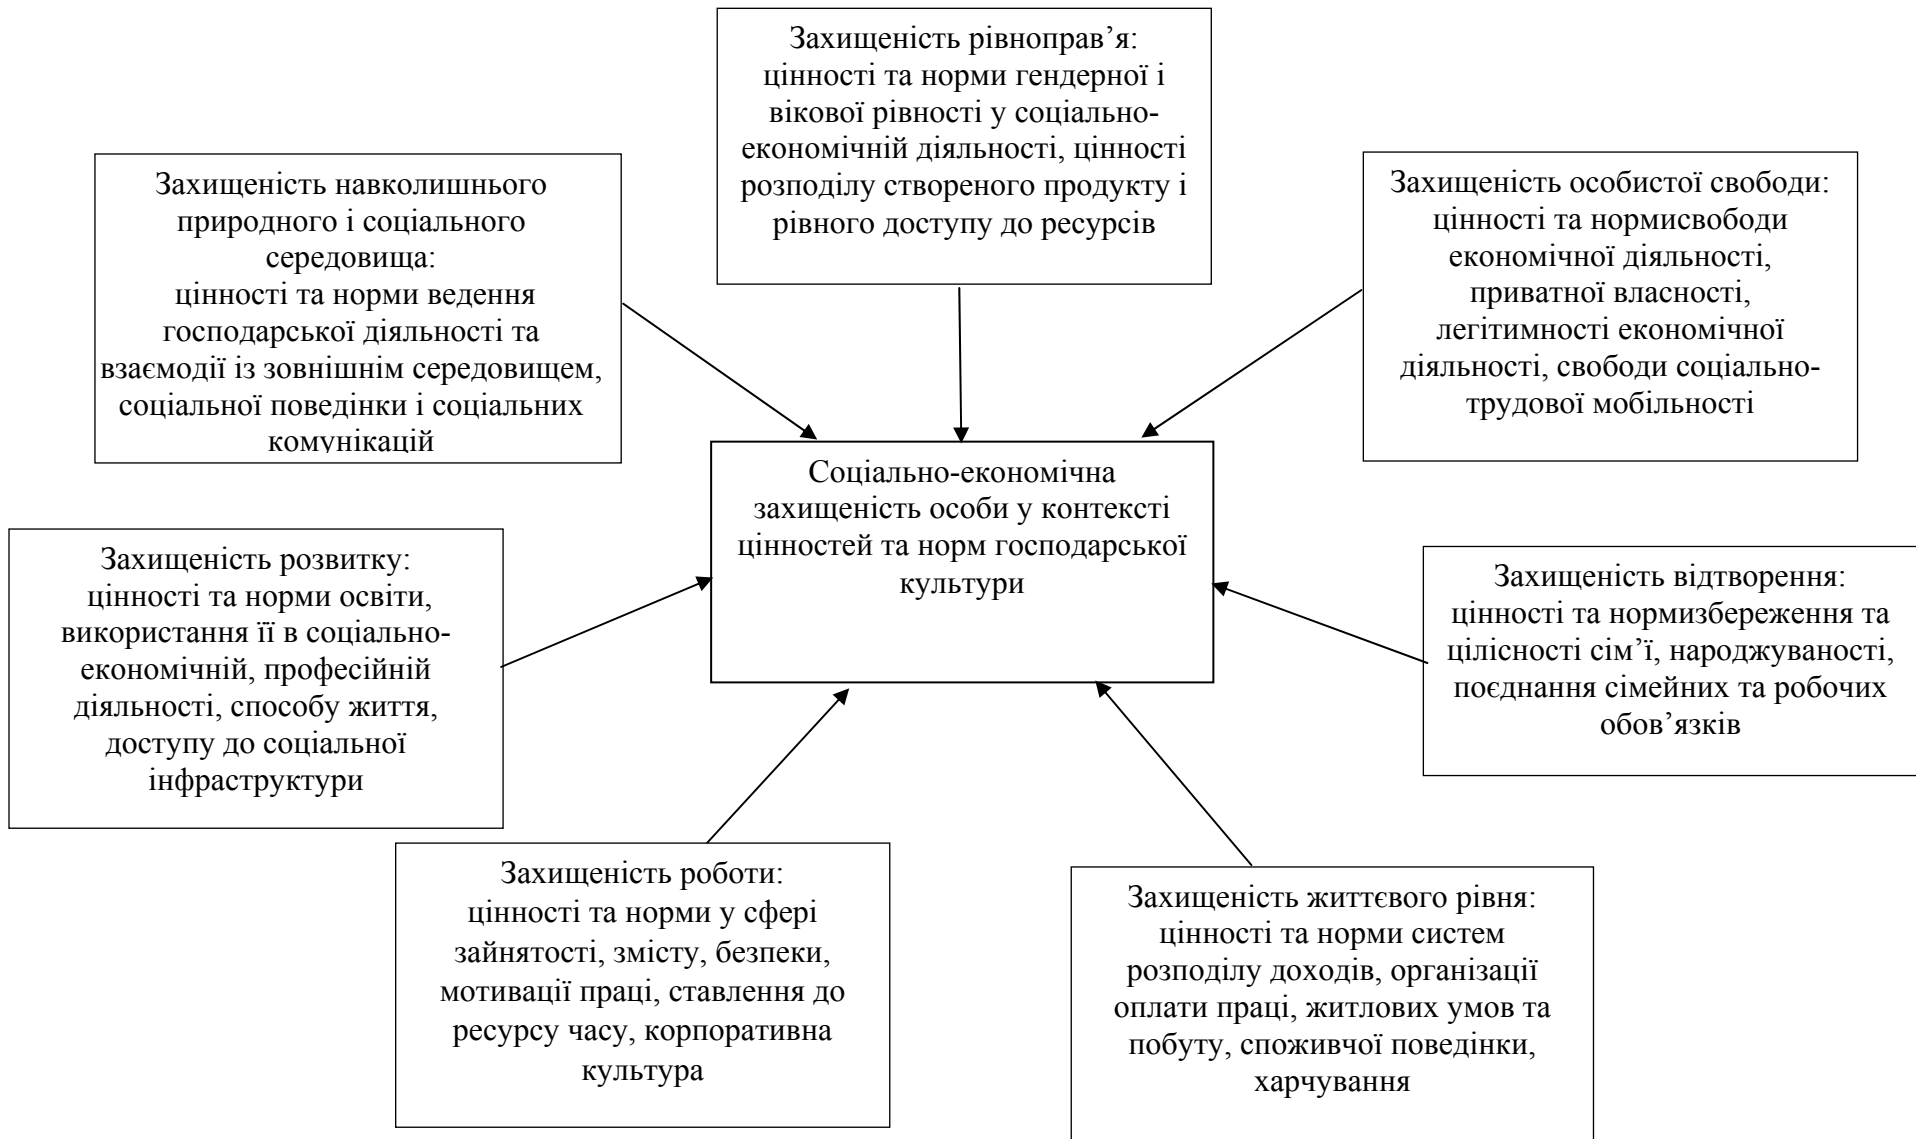 Захищеність рівноправ’я:
цінності та норми гендерної і
вікової рівності у соціально-
економічній діяльності, цінності
розподілу створеного продукту і
рівного доступу до ресурсів
Захищеність навколишнього
природного і соціального
середовища:
цінності та норми ведення
господарської діяльності та
взаємодії із зовнішнім середовищем,
соціальної поведінки і соціальних
комунікацій
Захищеність особистої свободи:
цінності та нормисвободи
економічної діяльності,
приватної власності,
легітимності економічної
діяльності, свободи соціально-
трудової мобільності
Соціально-економічна
захищеність особи у контексті
цінностей та норм господарської
культури
Захищеність розвитку:
цінності та норми освіти,
використання її в соціально-
економічній, професійній
діяльності, способу життя,
доступу до соціальної
інфраструктури
Захищеність відтворення:
цінності та нормизбереження та
цілісності сім’ї, народжуваності,
поєднання сімейних та робочих
обов’язків
Захищеність роботи:
цінності та норми у сфері
зайнятості, змісту, безпеки,
мотивації праці, ставлення до
ресурсу часу, корпоративна
культура
Захищеність життєвого рівня:
цінності та норми систем
розподілу доходів, організації
оплати праці, житлових умов та
побуту, споживчої поведінки,
харчування